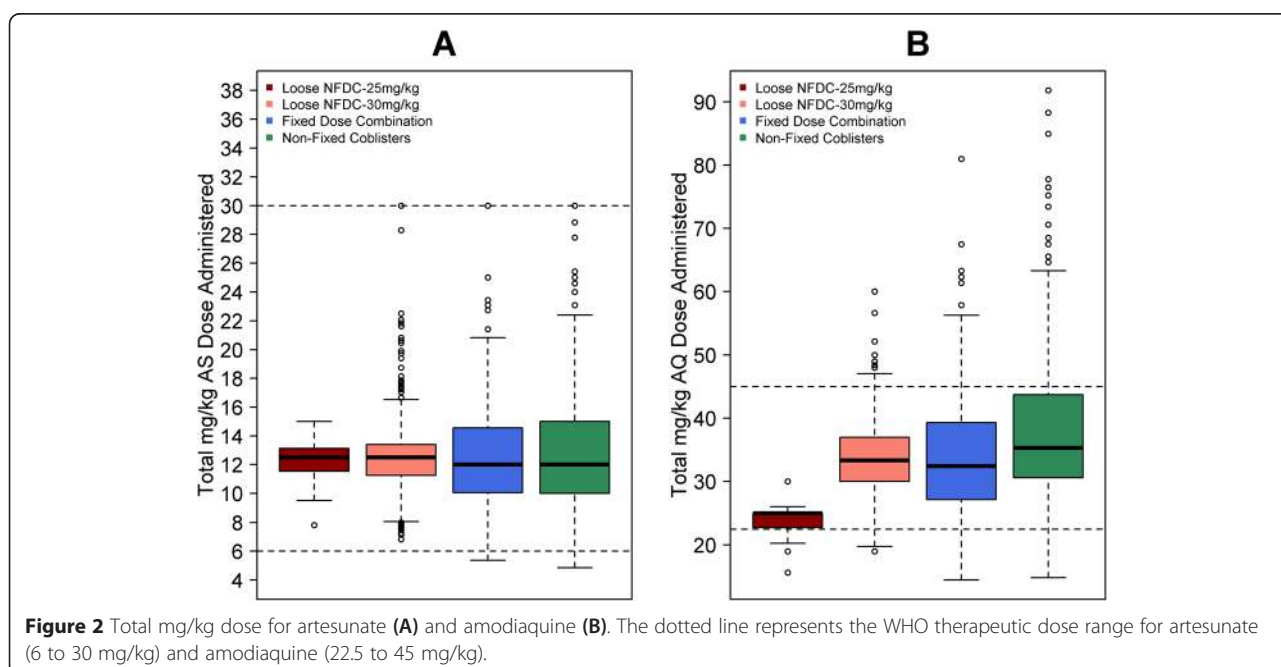 A
Total mg/kg AS Dose Administered
38
36
34
32
30
28
26
24
22
20
18
16
14
12
10
8
6
4
Loose NFDC-25mg/kg
Loose NFDC-30mg/kg
Fixed Dose Combination
Non-Fixed Coblisters
B
Total mg/kg AQ Dose Administered
90
80
70
60
50
40
30
20
Loose NFDC-25mg/kg
Loose NFDC-30mg/kg
Fixed Dose Combination
Non-Fixed Coblisters
Figure 2 Total mg/kg dose for artesunate (A) and amodiaquine (B). The dotted line represents the WHO therapeutic dose range for artesunate
(6 to 30 mg/kg) and amodiaquine (22.5 to 45 mg/kg).